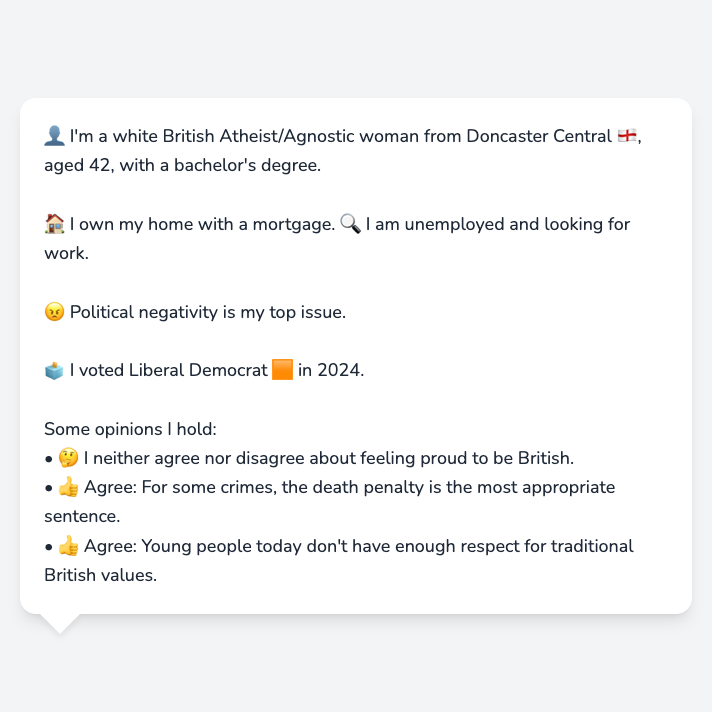 👤 I'm a white British Atheist/Agnostic woman from Doncaster Central 🏴󠁧󠁢󠁥󠁮󠁧󠁿,
aged 42, with a bachelor's degree.
🏠 I own my home with a mortgage. 🔍 I am unemployed and looking for
work.
😠 Political negativity is my top issue.
🗳️ I voted Liberal Democrat 🟧 in 2024.
Some opinions I hold:
• 🤔 I neither agree nor disagree about feeling proud to be British.
• 👍 Agree: For some crimes, the death penalty is the most appropriate
sentence.
• 👍 Agree: Young people today don't have enough respect for traditional
British values.